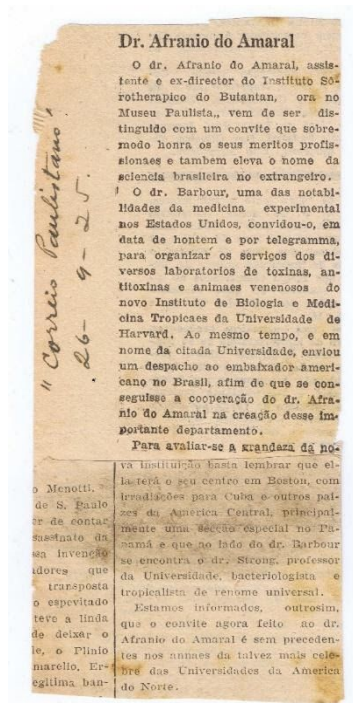 Dr. Afranio do Amaral
O dr. Afranio do Amaral, assis-
tente e ex-director do Instituto Sô-
rotherapico do Butantan, ora no
Museu Paulista,, vem de ser dis-
tinguido com um convite que sobre-
modo honra os seus meritos profis-
sionaes e tambem eleva o nome da
sciencia brasileira no extrangeiro.
O dr. Barbour, uma das notabi-
lidades da medicina experimental
nos Estados Unidos, convidou-o, em
data de hontem e por telegramma,
para organizar os serviços dos di-
versos laboratorios de toxinas, an-
titoxinas e animaes venenosos do
novo Instituto de Biologia e Medi-
cina Tropicaes da Universidade de
Harvard. Ao mesmo tempo, e em
nome da citada Universidade, enviou
um despacho ao embaixador ameri-
cano no Brasil, afim de que se con-
seguisse a cooperação do dr. Afra-
nio do Amaral na creação desse im-
portante departamento.
Para avaliar-se a grandeza da no-
va instituição basta lembrar que el-
la terá o seu centro em Boston, com
irradiações para Cuba e outros pai-
zes da America Central, principal-
mente uma secção especial no Pa-
namá e que ao lado do dr. Barbour
se encontra o dr. Strong, professor
da Universidade, bacteriologista e
tropicalista de renome universal.
Estamos informados, outrosim,
que o convite agora feito ao dr.
Afranio do Amaral é sem preceden-
tes nos annaes da talvez mais cele-
bre das Universidades da America
do Norte.
"Correio Paulistano"
26-9-25.
o Menotti.
de S. Paulo
er de contar
sassinato da
ssa invenção
adores que
transposta
o espevitado
teve a linda
de deixar o
le, o Plinio
marello. Er-
egitima ban-